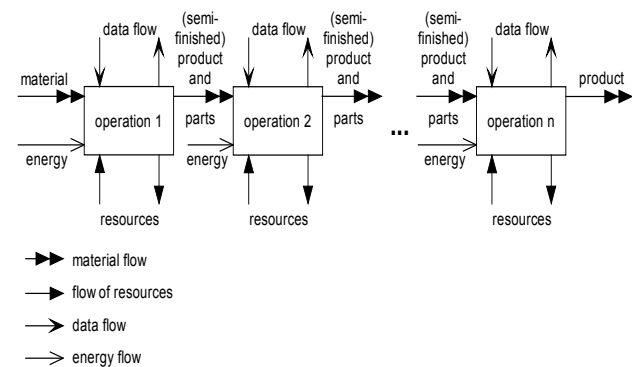 data flow
(semi-
finished)
product
and
parts
data flow
(semi-
finished)
product
and
parts
(semi-
finished)
product
and
parts
data flow
material
operation 1
operation 2
...
operation n
product
energy
energy
energy
resources
resources
resources
material flow
flow of resources
data flow
energy flow